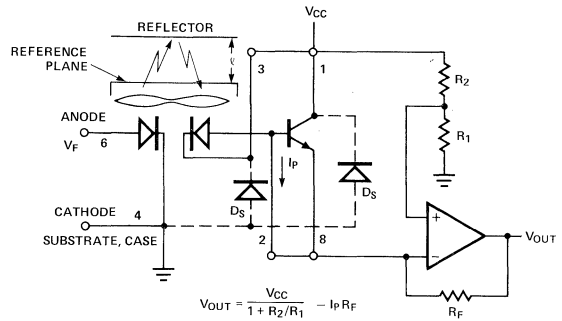 VCC
REFLECTOR
REFERENCE
PLANE
ℓ
3
1
R2
ANODE
6
VF
R1
IP
DS
DS
CATHODE
4
2
8
SUBSTRATE, CASE
+
−
VOUT
RF
VOUT = VCC / 1 + R2/R1 − IP RF